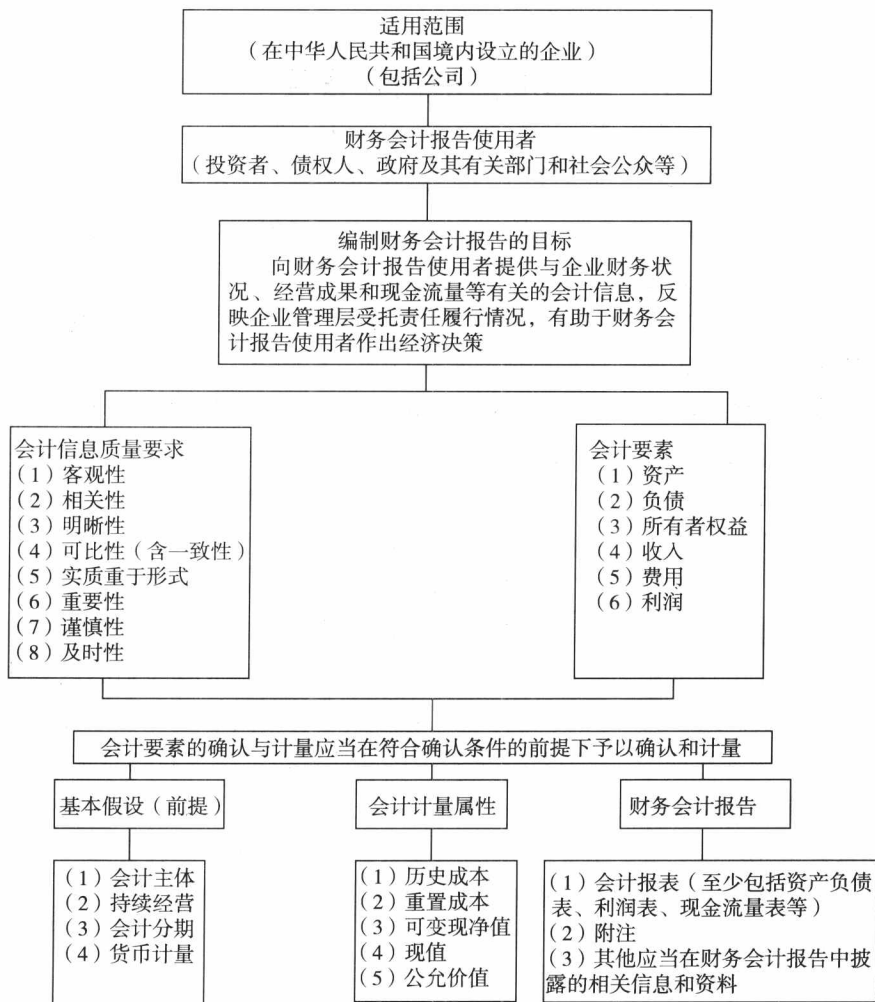 适用范围
（在中华人民共和国境内设立的企业）
（包括公司）
财务会计报告使用者
（投资者、债权人、政府及其有关部门和社会公众等）
编制财务会计报告的目标
向财务会计报告使用者提供与企业财务状
况、经营成果和现金流量等有关的会计信息，反
映企业管理层受托责任履行情况，有助于财务会
计报告使用者作出经济决策
会计信息质量要求
（1）客观性
（2）相关性
（3）明晰性
（4）可比性（含一致性）
（5）实质重于形式
（6）重要性
（7）谨慎性
（8）及时性
会计要素
（1）资产
（2）负债
（3）所有者权益
（4）收入
（5）费用
（6）利润
会计要素的确认与计量应当在符合确认条件的前提下予以确认和计量
基本假设（前提）
会计计量属性
财务会计报告
（1）会计主体
（2）持续经营
（3）会计分期
（4）货币计量
（1）历史成本
（2）重置成本
（3）可变现净值
（4）现值
（5）公允价值
（1）会计报表（至少包括资产负债
表、利润表、现金流量表等）
（2）附注
（3）其他应当在财务会计报告中披
露的相关信息和资料